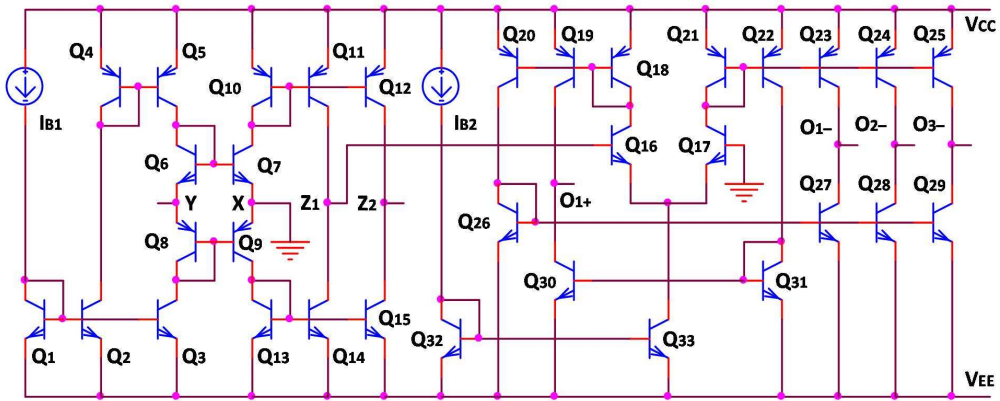 Q4 Q5 Q11 Q20 Q19 Q21 Q22 Q23 Q24 Q25 VCC
Q10 Q12 Q18
IB1 IB2
Q6 Q7 Q16 Q17 O1– O2– O3–
Y X Z1 Z2 O1+
Q8 Q9 Q26 Q27 Q28 Q29
Q30 Q31
Q1 Q2 Q3 Q13 Q14 Q15 Q32 Q33
VEE